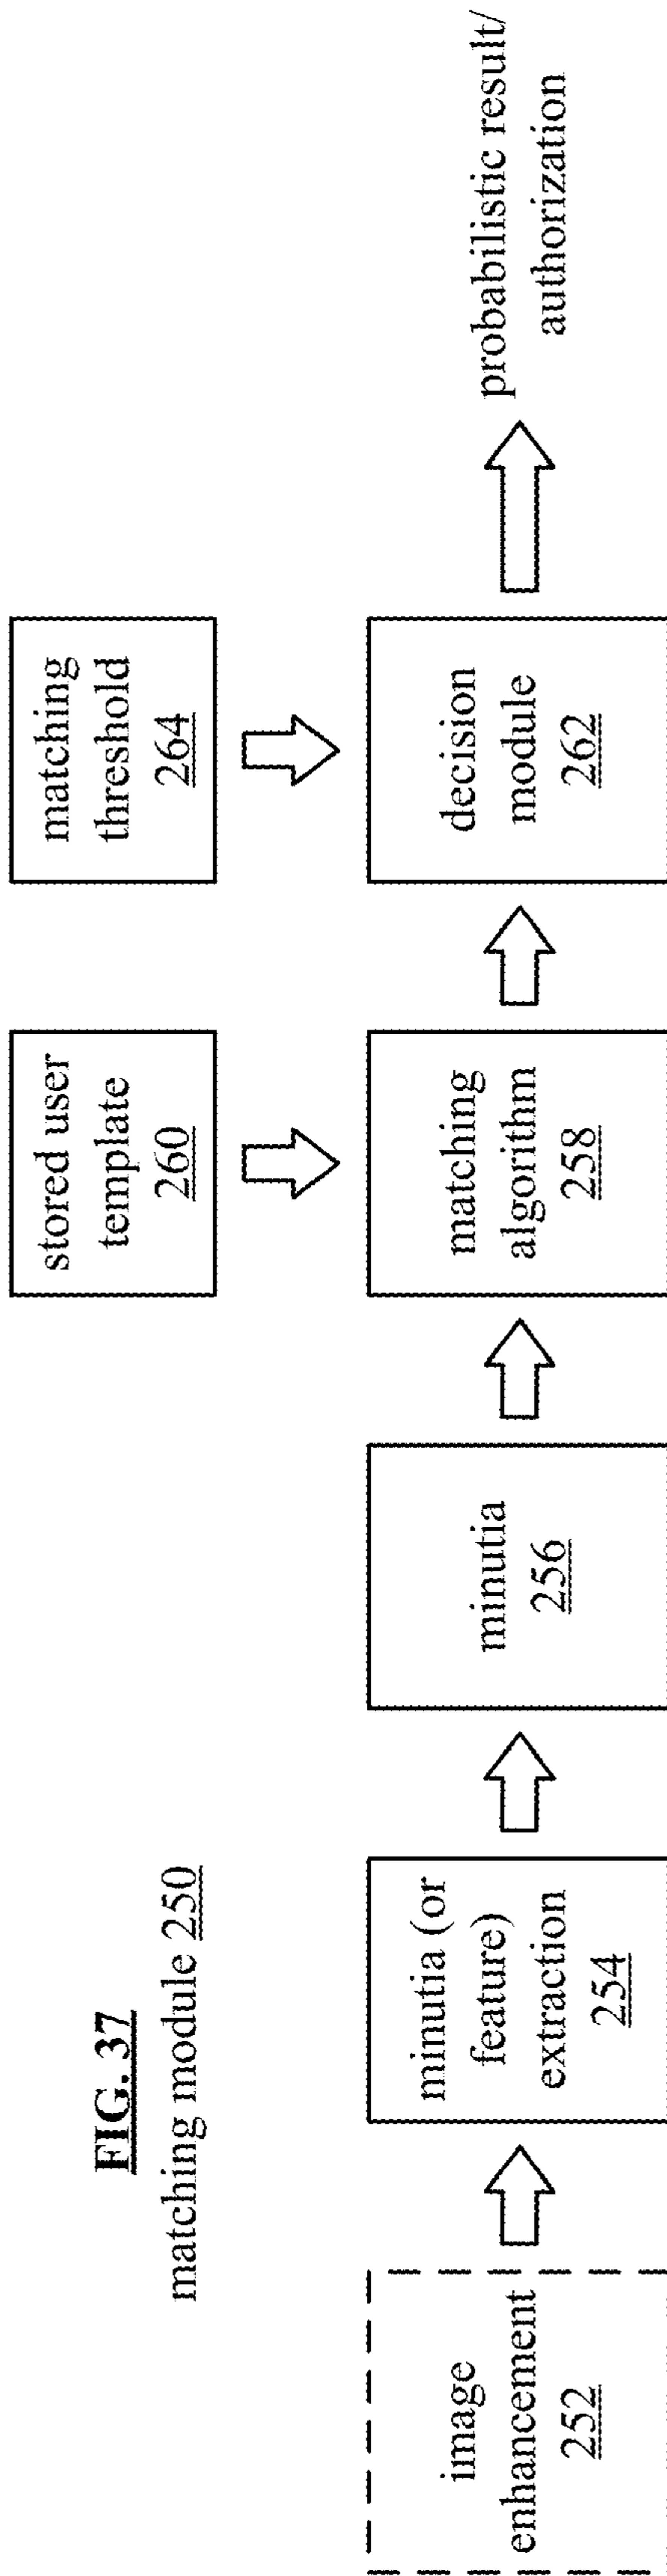 FIG. 37
matching module 250
stored user
template
260
matching
threshold
264
image
enhancement
252
minutia (or
feature)
extraction
254
minutia
256
matching
algorithm
258
decision
module
262
probabilistic result/
authorization